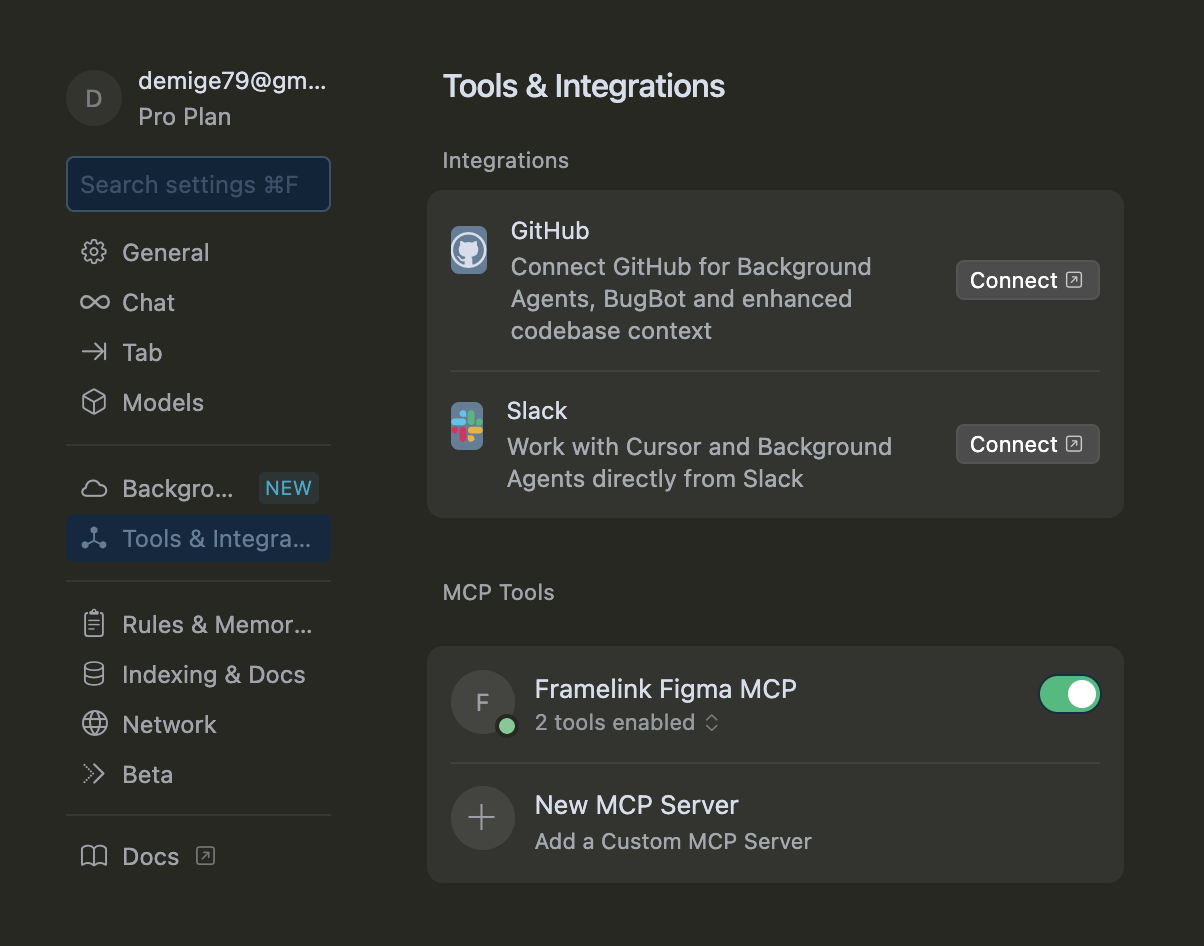 D
demige79@gm...
Pro Plan
Search settings ⌘F
General
Chat
Tab
Models
Backgro... NEW
Tools & Integra...
Rules & Memor...
Indexing & Docs
Network
Beta
Docs
Tools & Integrations
Integrations
GitHub
Connect GitHub for Background
Agents, BugBot and enhanced
codebase context
Connect
Slack
Work with Cursor and Background
Agents directly from Slack
Connect
MCP Tools
F
Framelink Figma MCP
2 tools enabled
New MCP Server
Add a Custom MCP Server